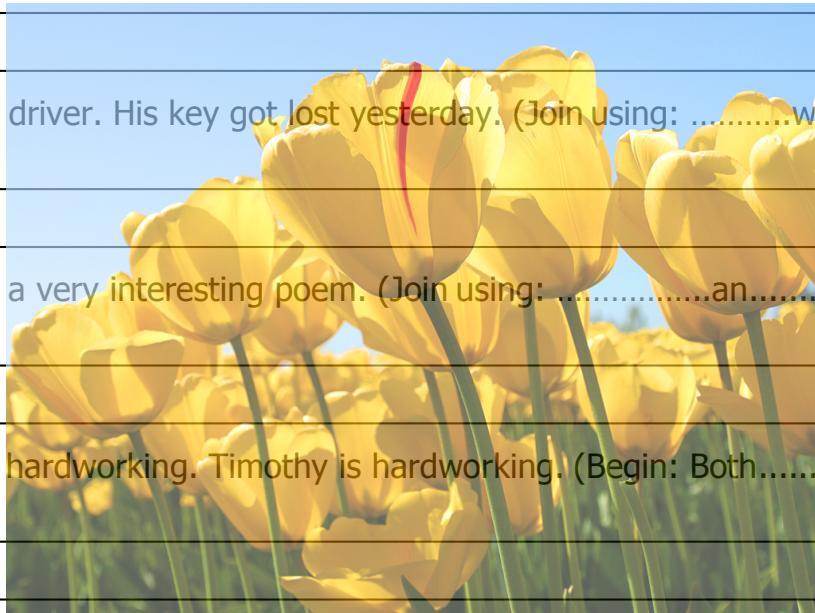 driver. His key got lost yesterday. (Join using: ………..w
a very interesting poem. (Join using: ……………..an.......
hardworking. Timothy is hardworking. (Begin: Both......